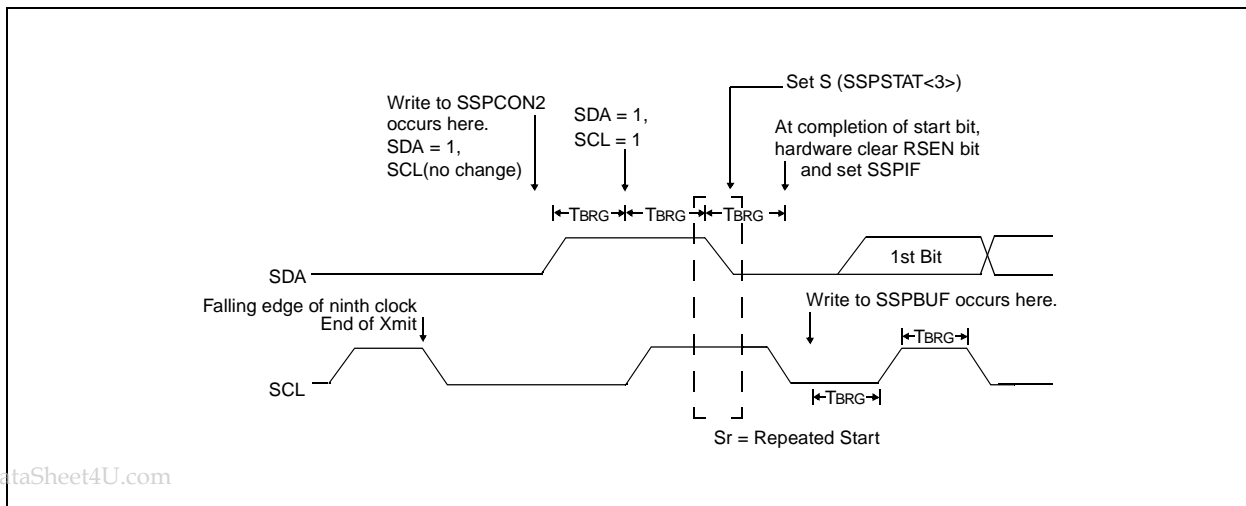 Set S (SSPSTAT<3>)
Write to SSPCON2
occurs here.
SDA = 1,
SCL(no change)
SDA = 1,
SCL = 1
At completion of start bit,
hardware clear RSEN bit
and set SSPIF
TBRG
TBRG
TBRG
SDA
1st Bit
Falling edge of ninth clock
End of Xmit
Write to SSPBUF occurs here.
TBRG
SCL
TBRG
Sr = Repeated Start
ataSheet4U.com